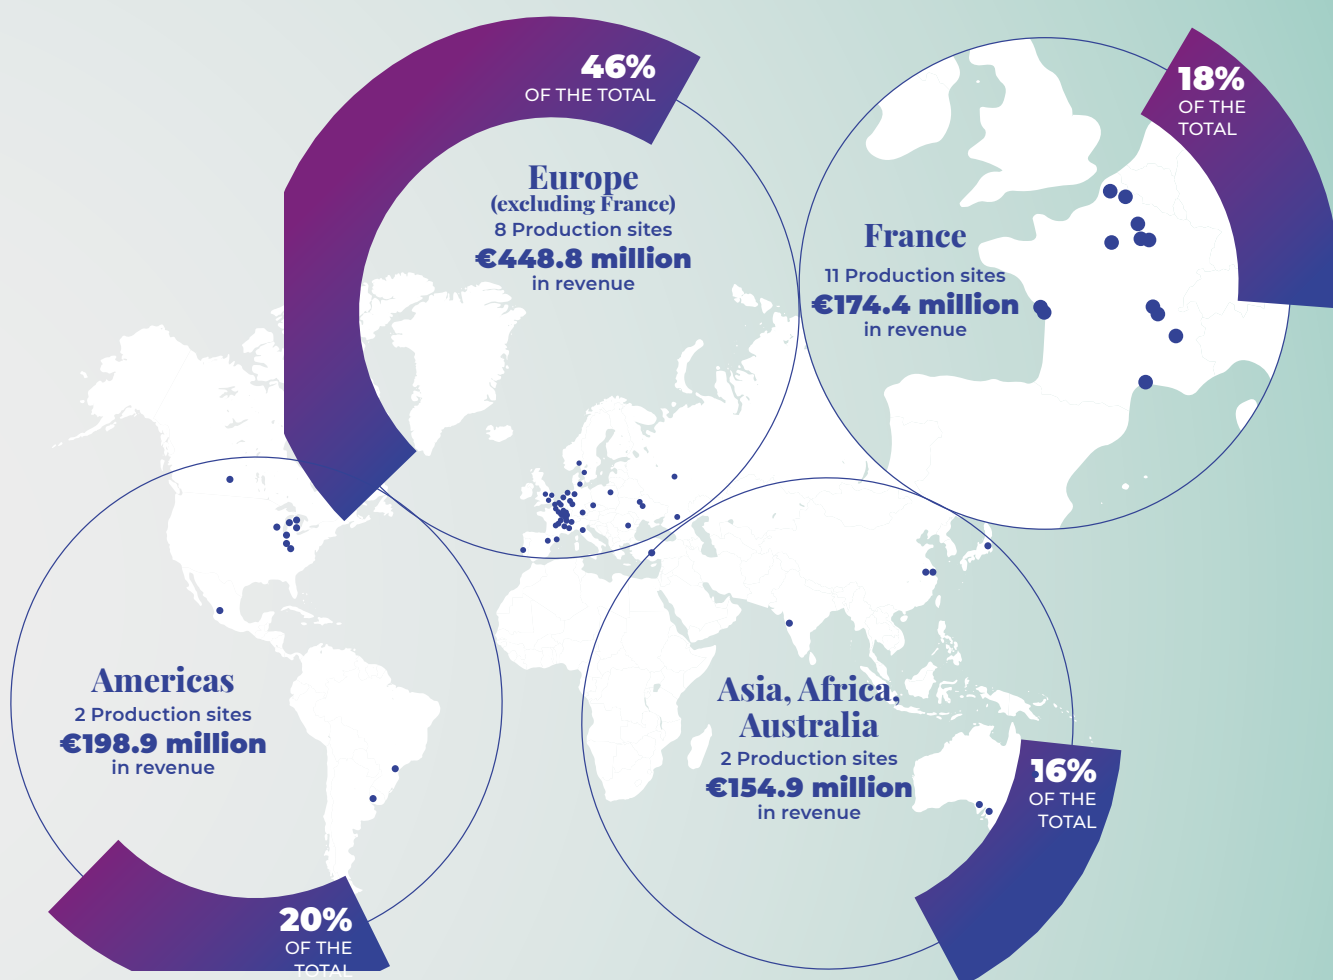 46%
OF THE TOTAL
Europe
(excluding France)
8 Production sites
€448.8 million
in revenue
18%
OF THE
TOTAL
France
11 Production sites
€174.4 million
in revenue
Americas
2 Production sites
€198.9 million
in revenue
20%
OF THE
TOTAL
Asia, Africa,
Australia
2 Production sites
€154.9 million
in revenue
16%
OF THE
TOTAL